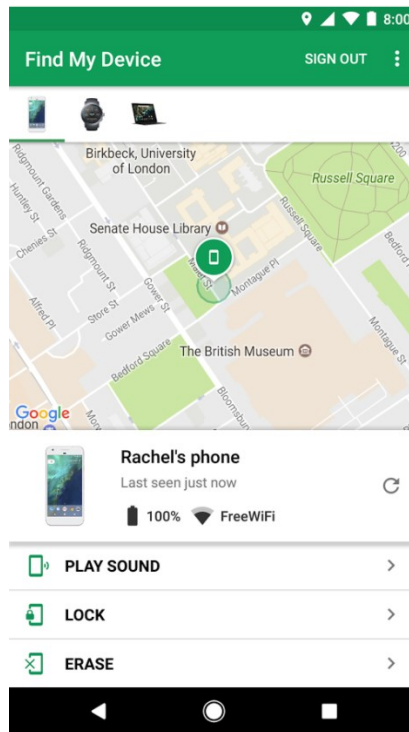 8:00
Find My Device SIGN OUT
Birkbeck, University
of London
Russell Square
Ridgmount Gardens
Huntley St
Chenies St
Ridgmount St
Senate House Library
Russell Square
Bedford
Malet St
Montague Pl
Alfred Pl
Store St
Gower St
Gower Mews
Bedford Square
The British Museum
Montague St
Bloomsbu
Google
ndon
Rachel's phone
Last seen just now
100% FreeWiFi
PLAY SOUND
LOCK
ERASE